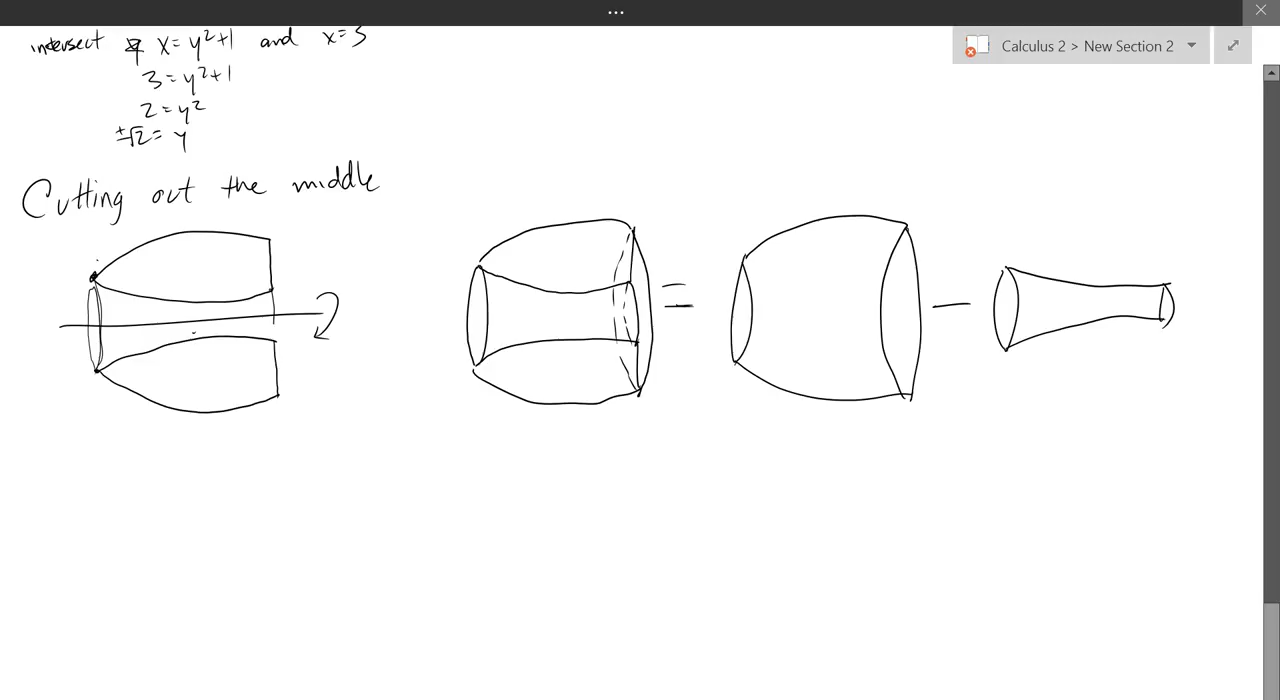 ...
Calculus 2 > New Section 2
intersect x = y²+1 and x=3
3 = y²+1
2 = y²
±√2 = y
Cutting out the middle
= −